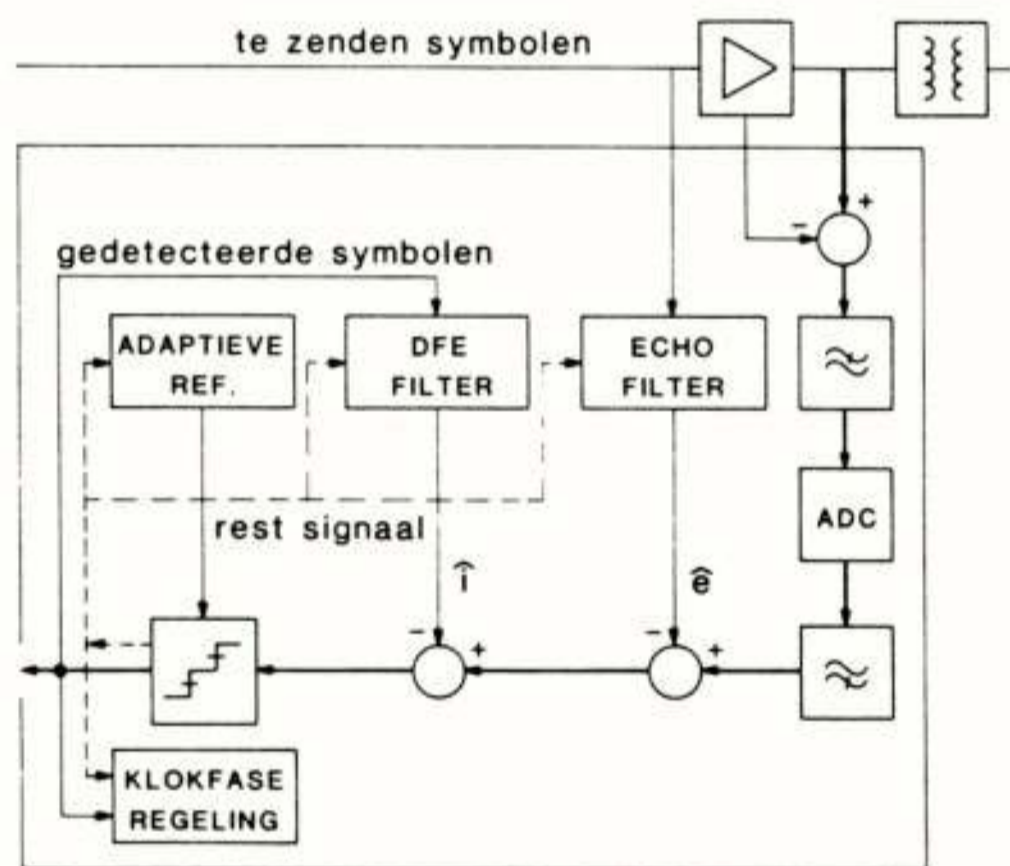 te zenden symbolen
+
-
gedetecteerde symbolen
ADAPTIEVE
REF.
DFE
FILTER
ECHO
FILTER
ADC
rest signaal
î
ê
-
+
-
+
KLOKFASE
REGELING